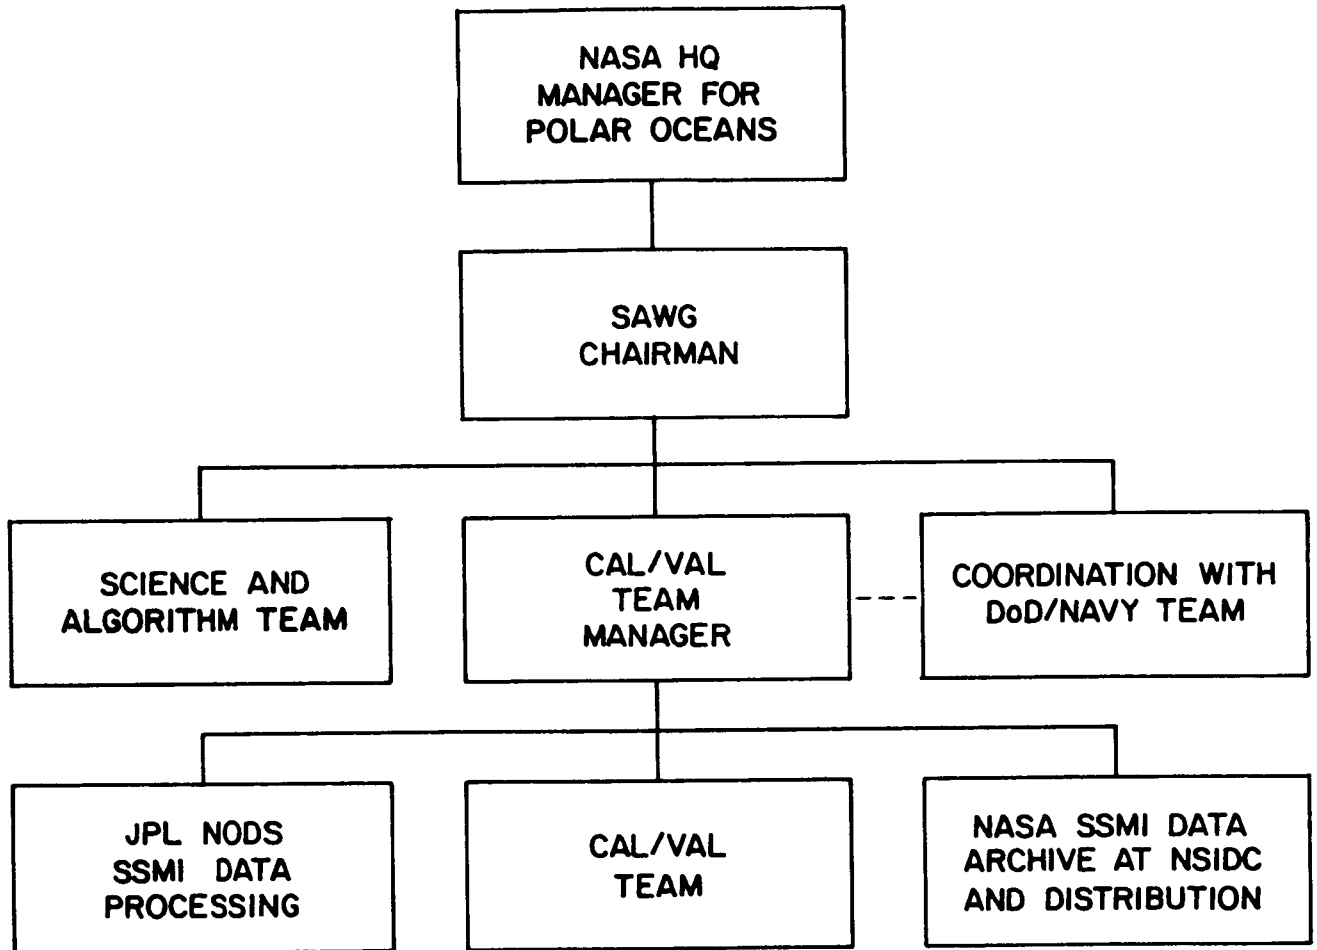 NASA HQ
MANAGER FOR
POLAR OCEANS
SAWG
CHAIRMAN
SCIENCE AND
ALGORITHM TEAM
CAL/VAL
TEAM
MANAGER
COORDINATION WITH
DoD/NAVY TEAM
JPL NODS
SSMI DATA
PROCESSING
CAL/VAL
TEAM
NASA SSMI DATA
ARCHIVE AT NSIDC
AND DISTRIBUTION